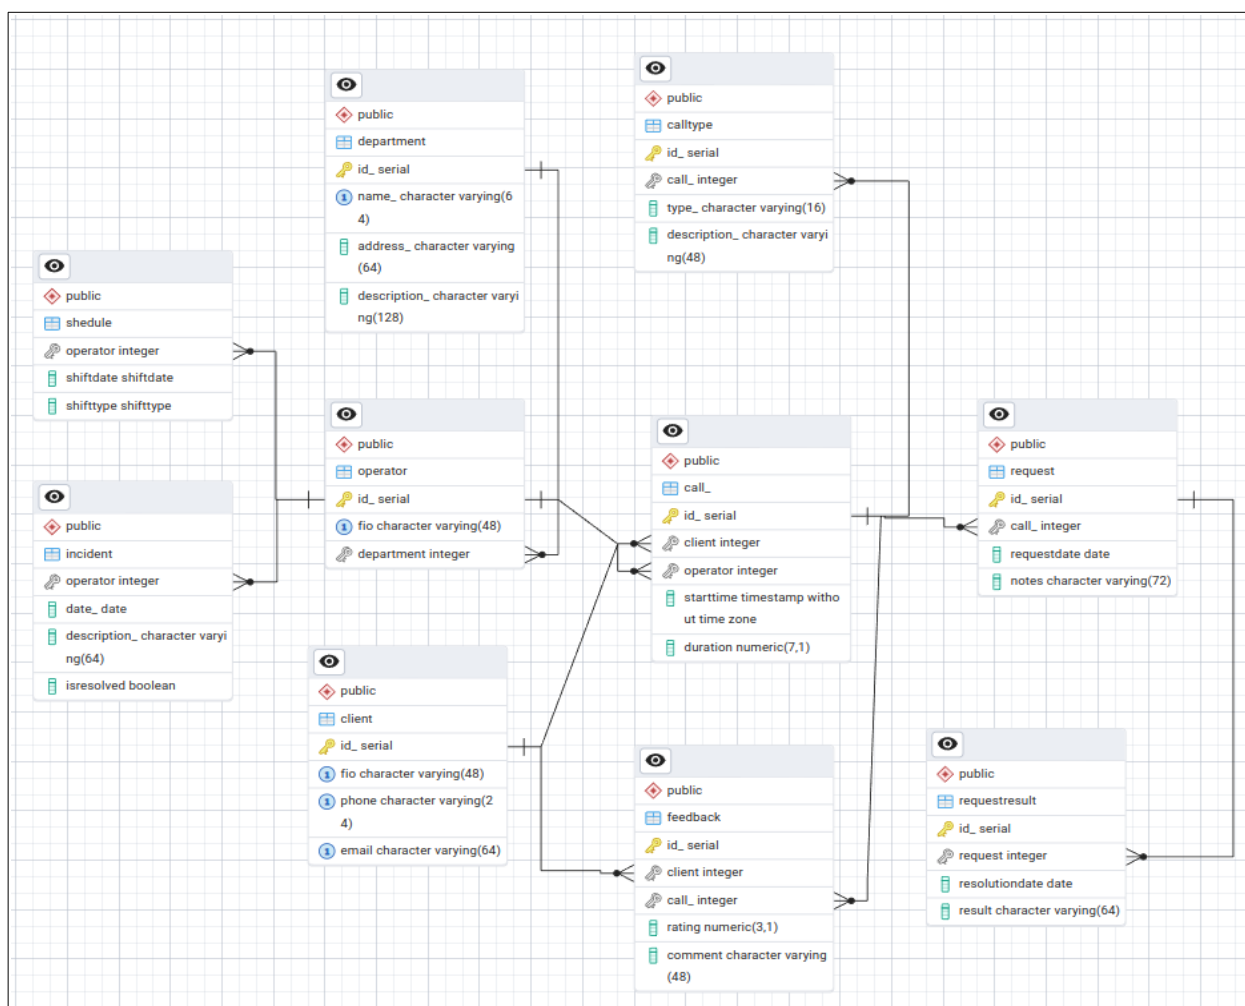 public
department
id_ serial
name_ character varying(6
4)
address_ character varying
(64)
description_ character varyi
ng(128)
public
calltype
id_ serial
call_ integer
type_ character varying(16)
description_ character varyi
ng(48)
public
shedule
operator integer
shiftdate shiftdate
shifttype shifttype
public
operator
id_ serial
fio character varying(48)
department integer
public
call_
id_ serial
client integer
operator integer
starttime timestamp witho
ut time zone
duration numeric(7,1)
public
request
id_ serial
call_ integer
requestdate date
notes character varying(72)
public
incident
operator integer
date_ date
description_ character varyi
ng(64)
isresolved boolean
public
client
id_ serial
1 fio character varying(48)
1 phone character varying(2
4)
1 email character varying(64)
public
feedback
id_ serial
client integer
call_ integer
rating numeric(3,1)
comment character varying
(48)
public
requestresult
id_ serial
request integer
resolutiondate date
result character varying(64)